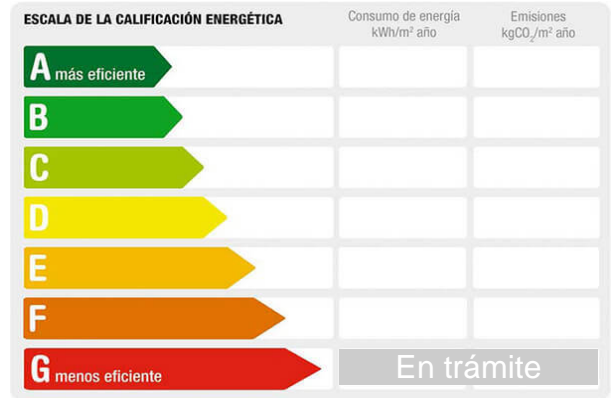 ESCALA DE LA CALIFICACIÓN ENERGÉTICA
Consumo de energía
kWh/m² año
Emisiones
kgCO₂/m² año
A más eficiente
B
C
D
E
F
G menos eficiente
En trámite